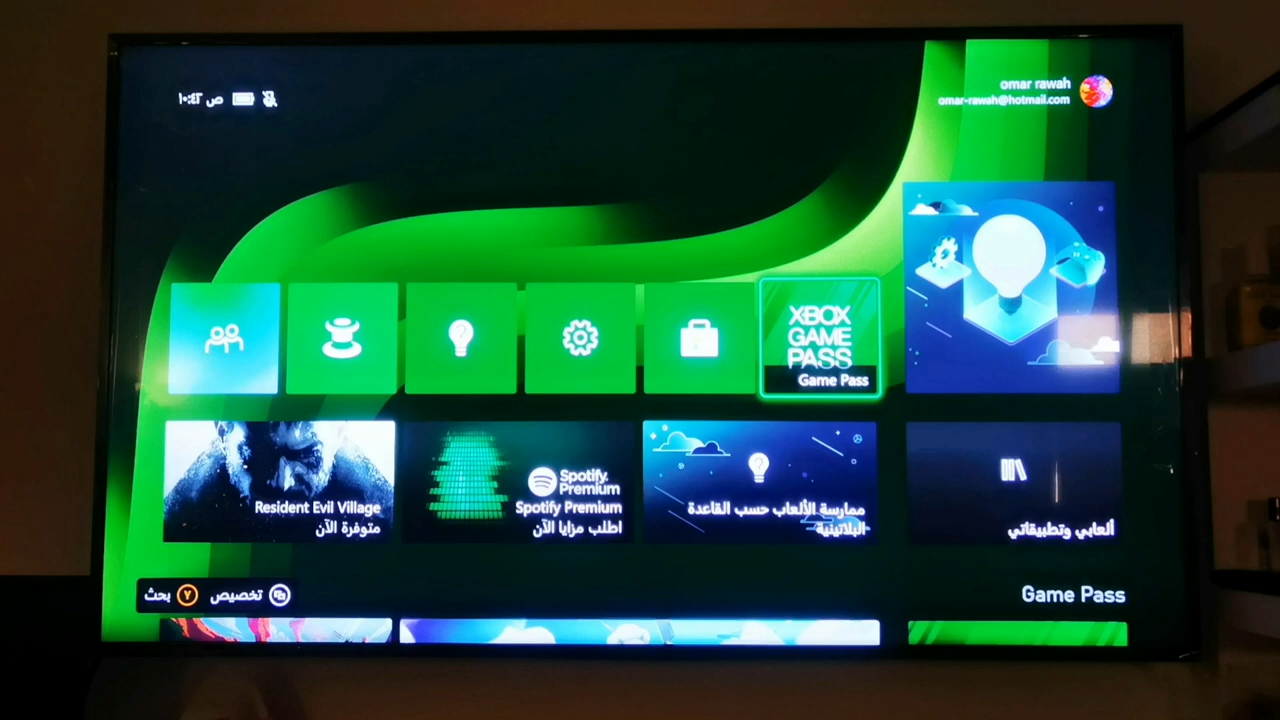 omar rawah
omar-rawah@hotmail.com
١٠:٤٢ ص
XBOX
GAME
PASS
Game Pass
ألعابي وتطبيقاتي
ممارسة الألعاب حسب القاعدة
البلاتينية
Spotify
Premium
Spotify Premium
اطلب مزايا الآن
Resident Evil Village
متوفرة الآن
Game Pass
تخصيص
Y بحث